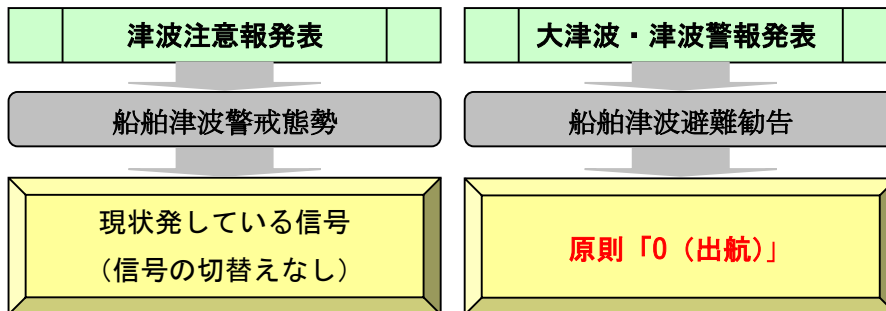 津波注意報発表
船舶津波警戒態勢
現状発している信号
（信号の切替えなし）
大津波・津波警報発表
船舶津波避難勧告
原則「O（出航）」